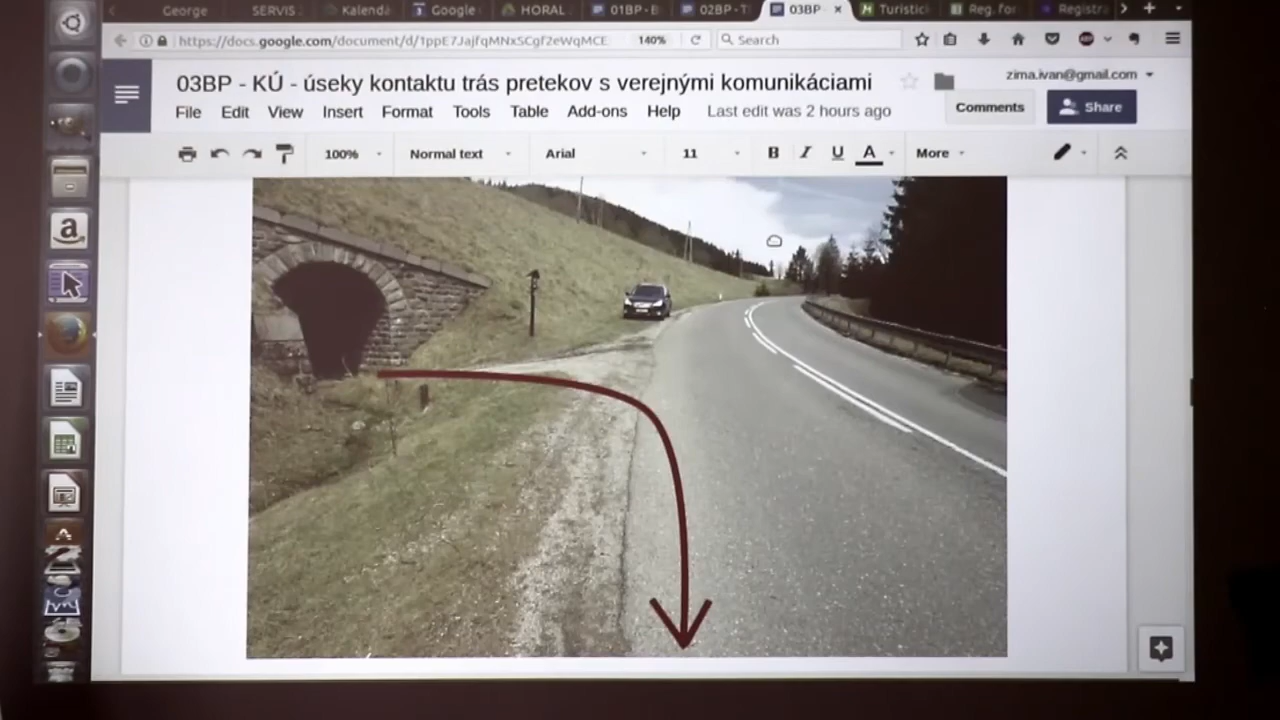 George
SERVIS
Kalenda
Google
HORAL
01BP - B
02BP - T
03BP
Turistick
Reg. for
Registra
https://docs.google.com/document/d/1ppE7JajfqMNxSCgf2eWqMCE
140%
Search
03BP - KÚ - úseky kontaktu trás pretekov s verejnými komunikáciami
zima.ivan@gmail.com
File Edit View Insert Format Tools Table Add-ons Help Last edit was 2 hours ago
Comments
Share
100% Normal text Arial 11 B I U A More